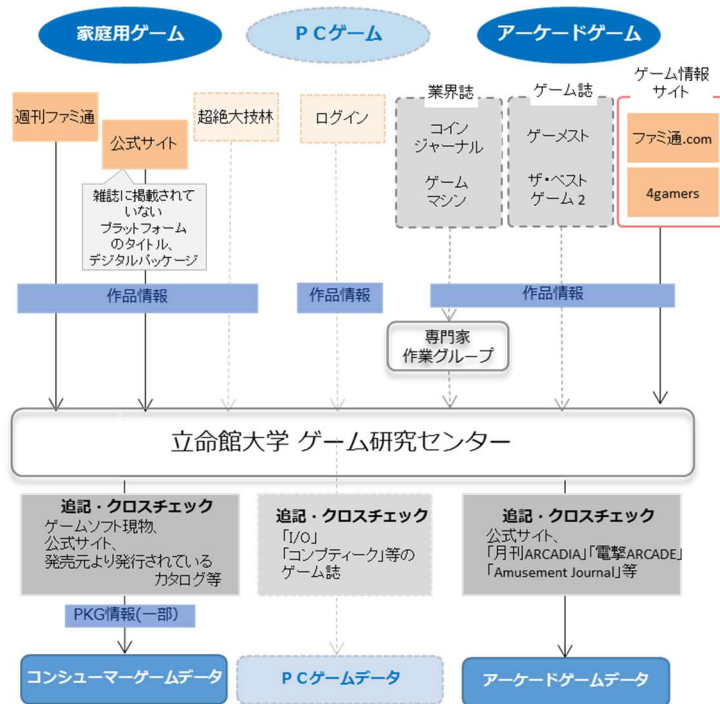 家庭用ゲーム
ＰＣゲーム
アーケードゲーム
週刊ファミ通
公式サイト
雑誌に掲載されて
いない
プラットフォーム
のタイトル、
デジタルパッケージ
超絶大技林
ログイン
業界誌
コイン
ジャーナル
ゲーム
マシン
ゲーム誌
ゲーメスト
ザ・ベスト
ゲーム2
ゲーム情報
サイト
ファミ通.com
4gamers
作品情報
作品情報
作品情報
専門家
作業グループ
立命館大学 ゲーム研究センター
追記・クロスチェック
ゲームソフト現物、
公式サイト、
発売元より発行されている
カタログ等
追記・クロスチェック
「I/O」
「コンプティーク」等の
ゲーム誌
追記・クロスチェック
公式サイト、
「月刊ARCADIA」「電撃ARCADE」
「Amusement Journal」等
PKG情報(一部)
コンシューマーゲームデータ
ＰＣゲームデータ
アーケードゲームデータ